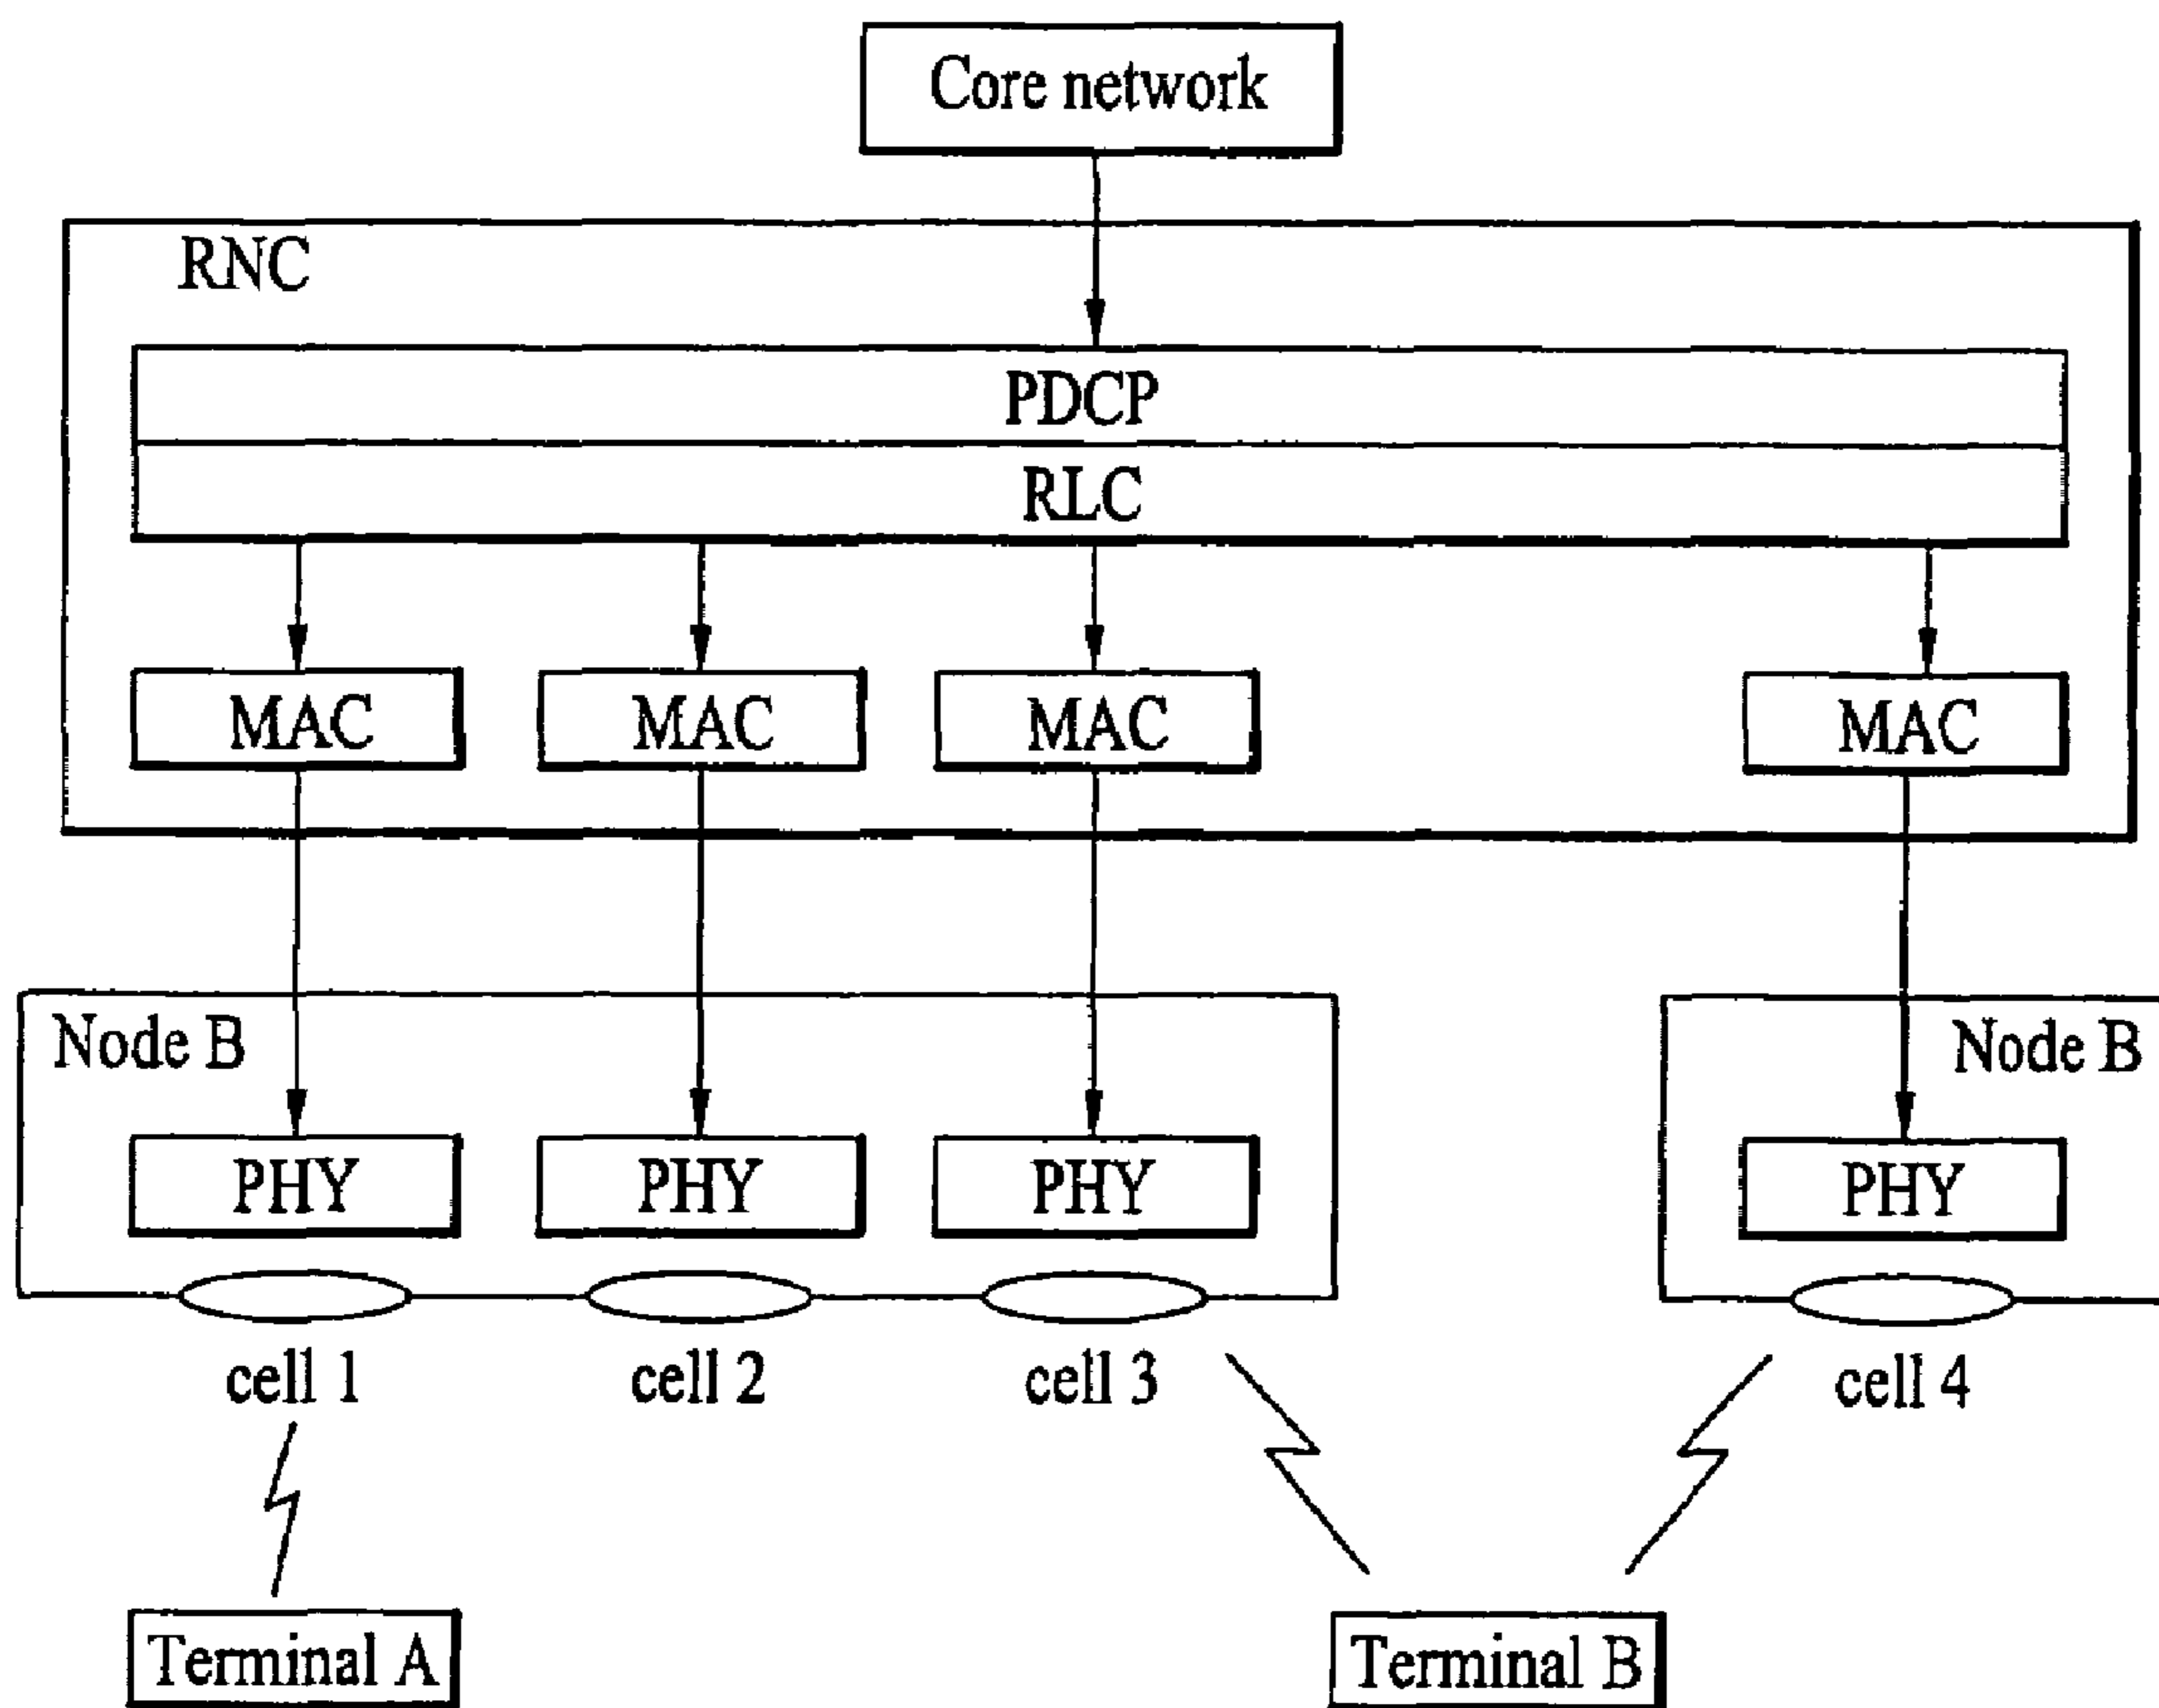 Core network
RNC
PDCP
RLC
MAC MAC MAC MAC
Node B Node B
PHY PHY PHY PHY
cell 1 cell 2 cell 3 cell 4
Terminal A Terminal B